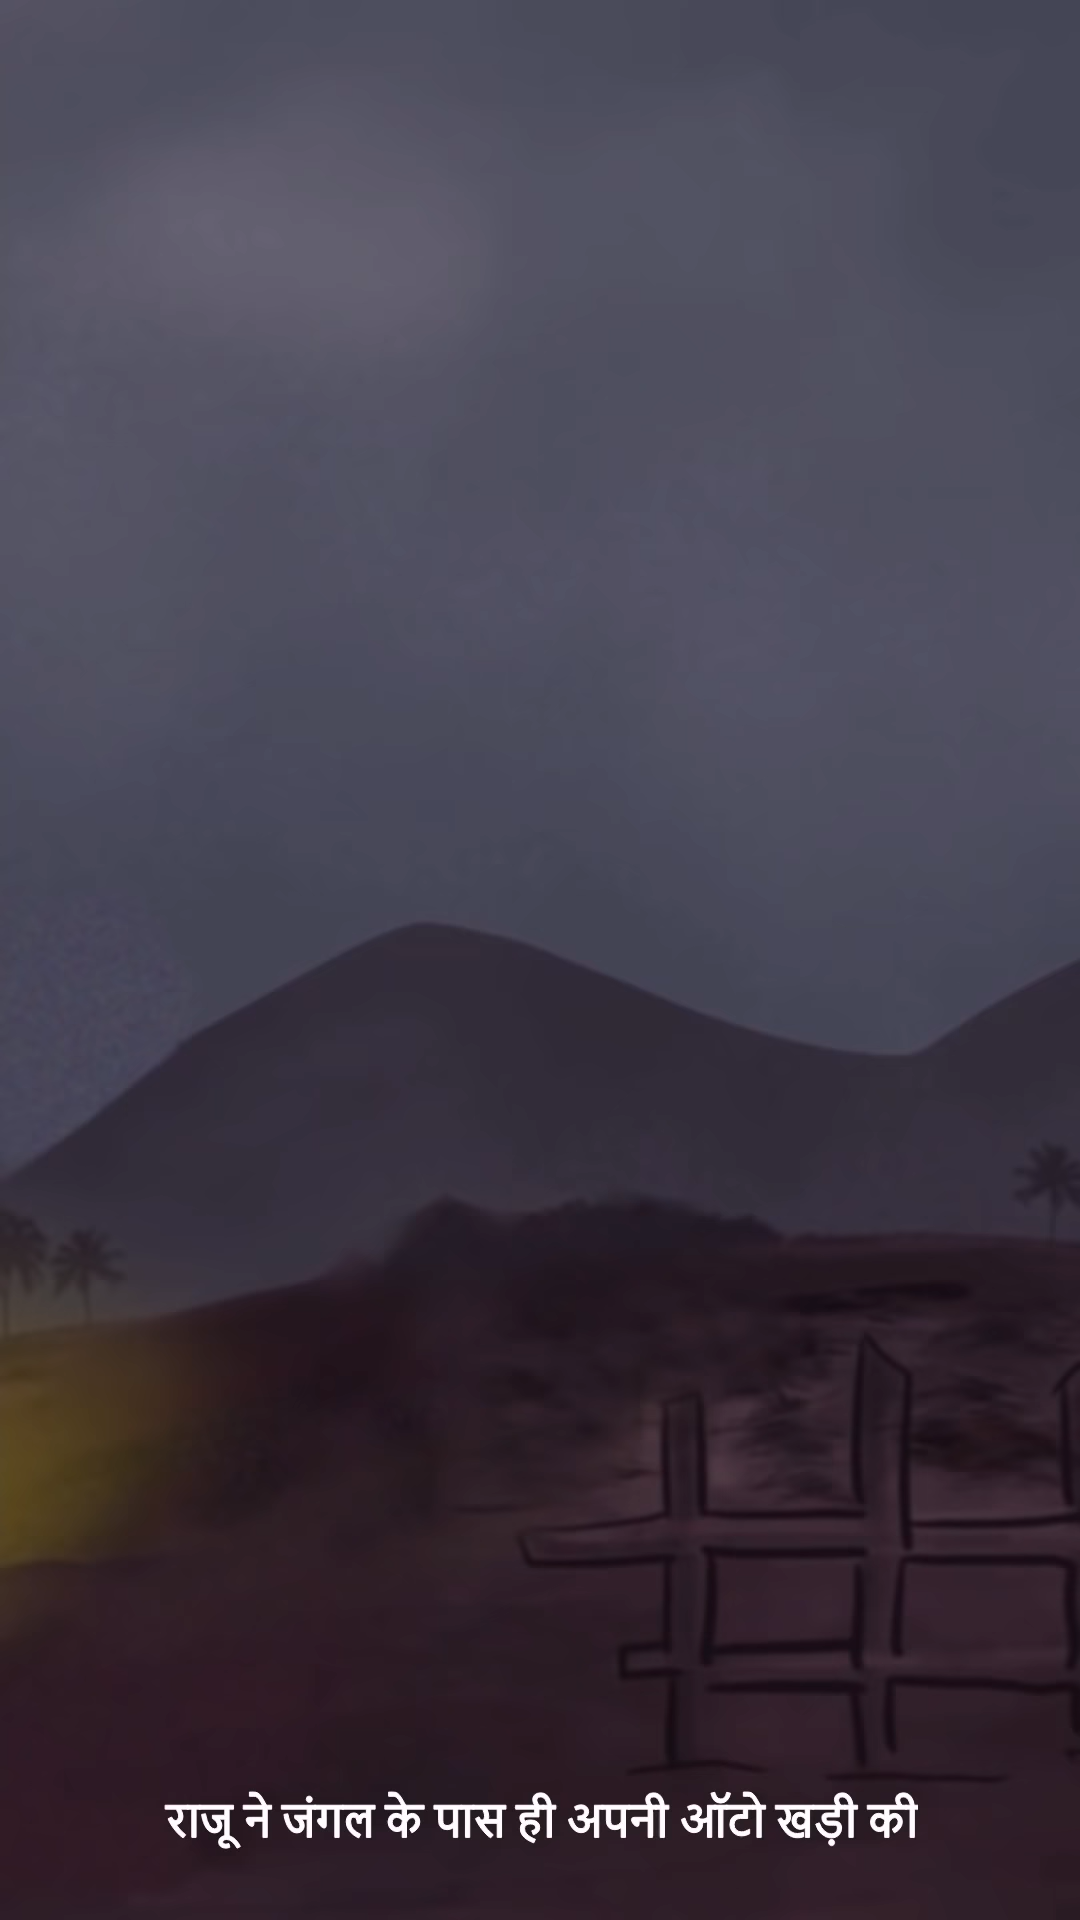 राजू ने जंगल के पास ही अपनी ऑटो खड़ी की